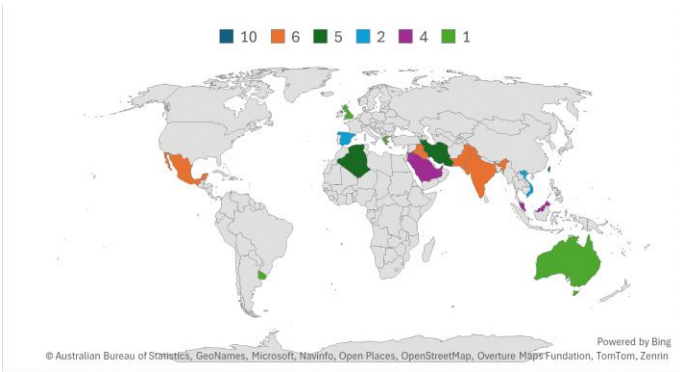 10 6 5 2 4 1
Powered by Bing
© Australian Bureau of Statistics, GeoNames, Microsoft, Navinfo, Open Places, OpenStreetMap, Overture Maps Fundation, TomTom, Zenrin